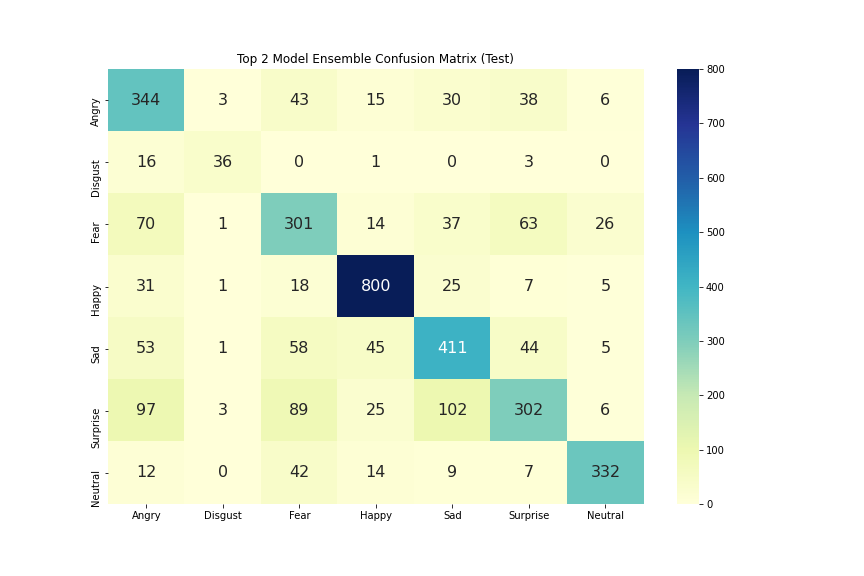 Top 2 Model Ensemble Confusion Matrix (Test)
Angry 344 3 43 15 30 38 6
Disgust 16 36 0 1 0 3 0
Fear 70 1 301 14 37 63 26
Happy 31 1 18 800 25 7 5
Sad 53 1 58 45 411 44 5
Surprise 97 3 89 25 102 302 6
Neutral 12 0 42 14 9 7 332
Angry Disgust Fear Happy Sad Surprise Neutral
800
700
600
500
400
300
200
100
0